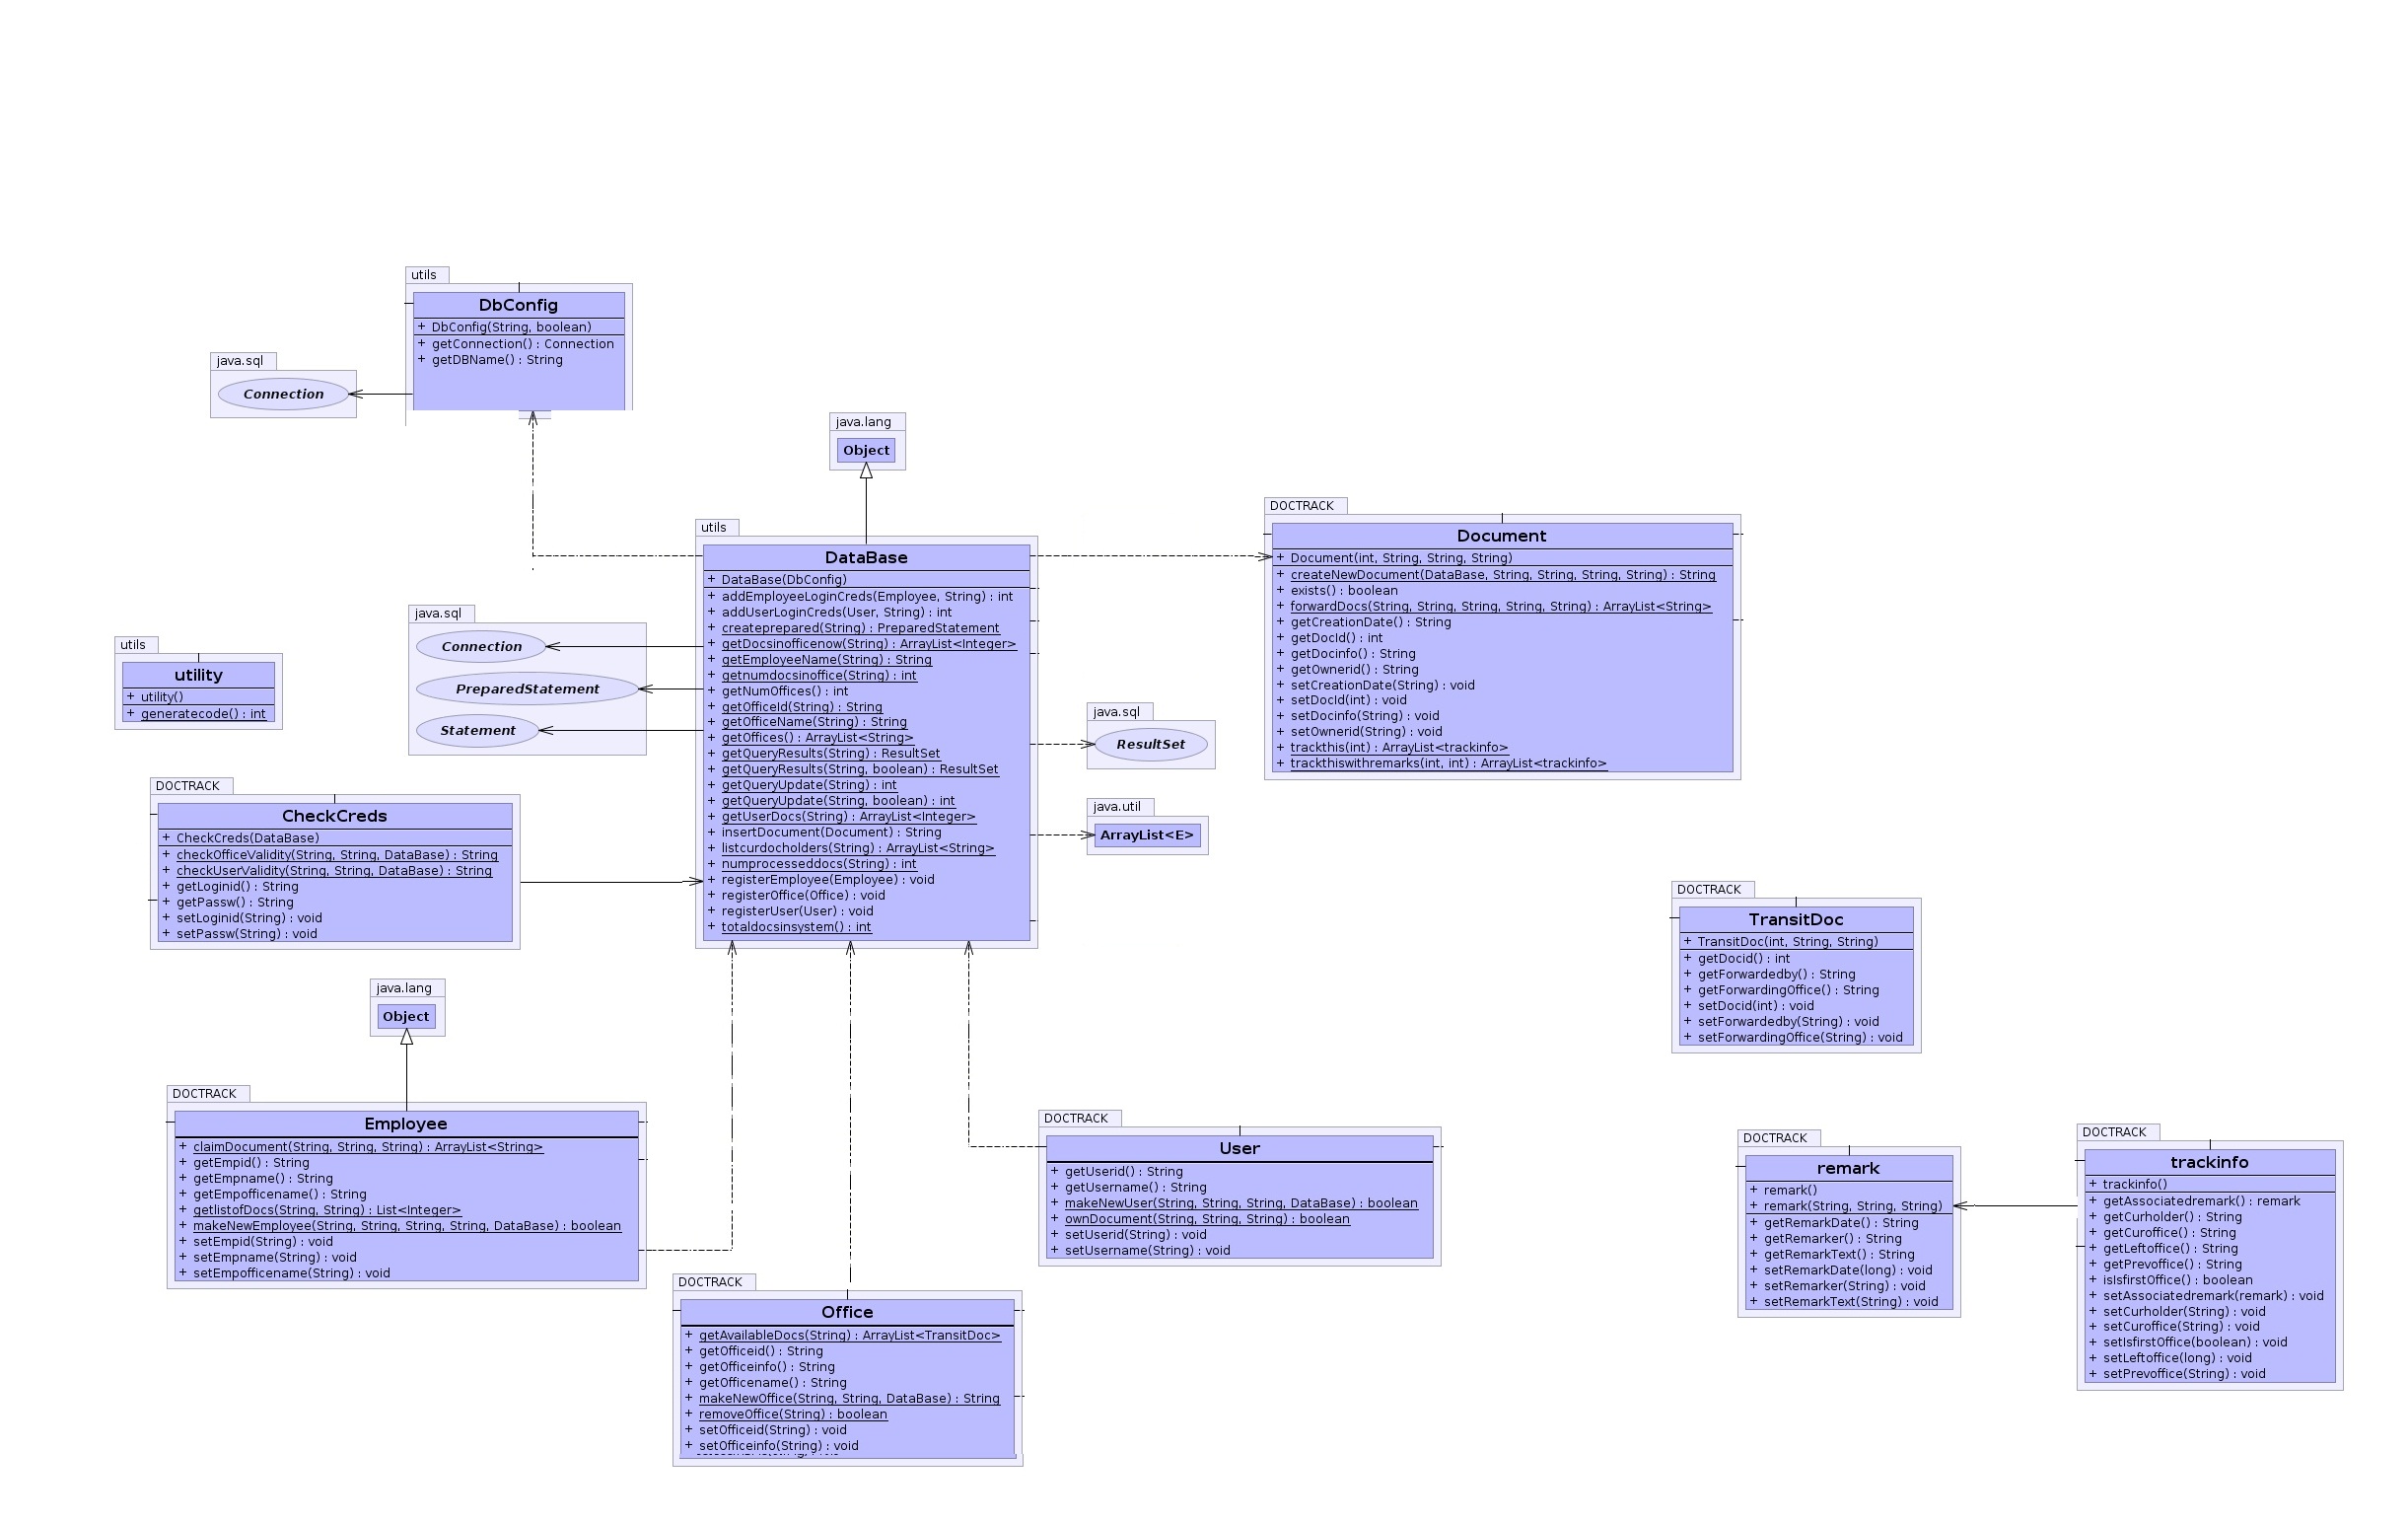 utils
DbConfig
+ DbConfig(String, boolean)
+ getConnection() : Connection
+ getDBName() : String
java.sql
Connection
java.lang
Object
utils
DataBase
+ DataBase(DbConfig)
+ addEmployeeLoginCreds(Employee, String) : int
+ addUserLoginCreds(User, String) : int
+ createprepared(String) : PreparedStatement
+ getDocsinofficenow(String) : ArrayList<Integer>
+ getEmployeeName(String) : String
+ getnumdocsinoffice(String) : int
+ getNumOffices() : int
+ getOfficeId(String) : String
+ getOfficeName(String) : String
+ getOffices() : ArrayList<String>
+ getQueryResults(String) : ResultSet
+ getQueryResults(String, boolean) : ResultSet
+ getQueryUpdate(String) : int
+ getQueryUpdate(String, boolean) : int
+ getUserDocs(String) : ArrayList<Integer>
+ insertDocument(Document) : String
+ listcurdocholders(String) : ArrayList<String>
+ numprocesseddocs(String) : int
+ registerEmployee(Employee) : void
+ registerOffice(Office) : void
+ registerUser(User) : void
+ totaldocsinsystem() : int
DOCTRACK
Document
+ Document(int, String, String, String)
+ createNewDocument(DataBase, String, String, String, String) : String
+ exists() : boolean
+ forwardDocs(String, String, String, String, String) : ArrayList<String>
+ getCreationDate() : String
+ getDocId() : int
+ getDocinfo() : String
+ getOwnerid() : String
+ setCreationDate(String) : void
+ setDocId(int) : void
+ setDocinfo(String) : void
+ setOwnerid(String) : void
+ trackthis(int) : ArrayList<trackinfo>
+ trackthiswithremarks(int, int) : ArrayList<trackinfo>
java.sql
Connection
PreparedStatement
Statement
utils
utility
+ utility()
+ generatecode() : int
java.sql
ResultSet
java.util
ArrayList<E>
DOCTRACK
CheckCreds
+ CheckCreds(DataBase)
+ checkOfficeValidity(String, String, DataBase) : String
+ checkUserValidity(String, String, DataBase) : String
+ getLoginid() : String
+ getPassw() : String
+ setLoginid(String) : void
+ setPassw(String) : void
DOCTRACK
TransitDoc
+ TransitDoc(int, String, String)
+ getDocid() : int
+ getForwardedby() : String
+ getForwardingOffice() : String
+ setDocid(int) : void
+ setForwardedby(String) : void
+ setForwardingOffice(String) : void
java.lang
Object
DOCTRACK
Employee
+ claimDocument(String, String, String) : ArrayList<String>
+ getEmpid() : String
+ getEmpname() : String
+ getEmpofficename() : String
+ getlistofDocs(String, String) : List<Integer>
+ makeNewEmployee(String, String, String, String, DataBase) : boolean
+ setEmpid(String) : void
+ setEmpname(String) : void
+ setEmpofficename(String) : void
DOCTRACK
User
+ getUserid() : String
+ getUsername() : String
+ makeNewUser(String, String, String, DataBase) : boolean
+ ownDocument(String, String, String) : boolean
+ setUserid(String) : void
+ setUsername(String) : void
DOCTRACK
remark
+ remark()
+ remark(String, String, String)
+ getRemarkDate() : String
+ getRemarker() : String
+ getRemarkText() : String
+ setRemarkDate(long) : void
+ setRemarker(String) : void
+ setRemarkText(String) : void
DOCTRACK
trackinfo
+ trackinfo()
+ getAssociatedremark() : remark
+ getCurholder() : String
+ getCuroffice() : String
+ getLeftoffice() : String
+ getPrevoffice() : String
+ isIsfirstOffice() : boolean
+ setAssociatedremark(remark) : void
+ setCurholder(String) : void
+ setCuroffice(String) : void
+ setIsfirstOffice(boolean) : void
+ setLeftoffice(long) : void
+ setPrevoffice(String) : void
DOCTRACK
Office
+ getAvailableDocs(String) : ArrayList<TransitDoc>
+ getOfficeid() : String
+ getOfficeinfo() : String
+ getOfficename() : String
+ makeNewOffice(String, String, DataBase) : String
+ removeOffice(String) : boolean
+ setOfficeid(String) : void
+ setOfficeinfo(String) : void